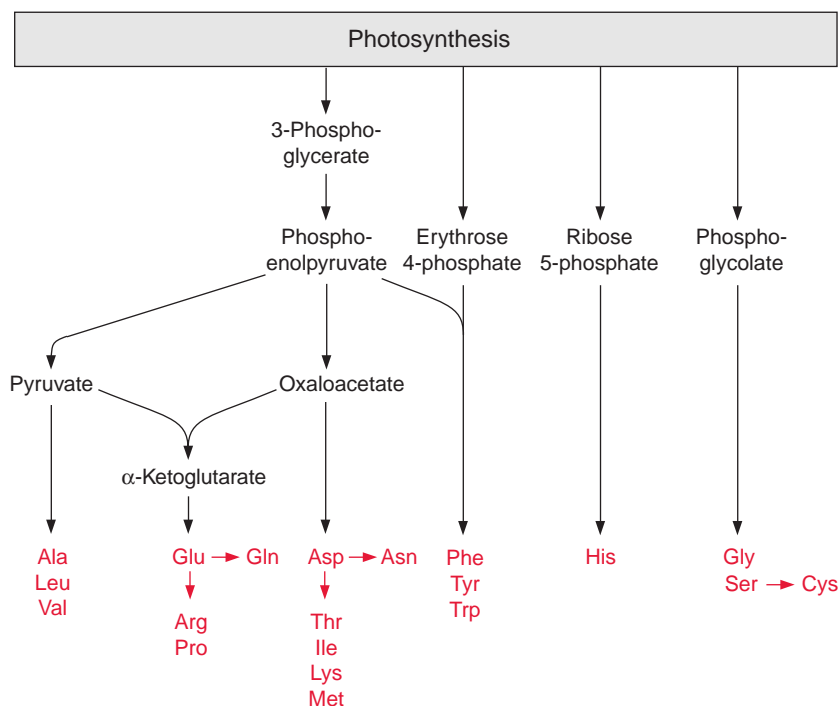 Photosynthesis
3-Phospho-
glycerate
Phospho-
enolpyruvate
Erythrose
4-phosphate
Ribose
5-phosphate
Phospho-
glycolate
Pyruvate
Oxaloacetate
α-Ketoglutarate
Ala
Leu
Val
Glu → Gln
Arg
Pro
Asp → Asn
Thr
Ile
Lys
Met
Phe
Tyr
Trp
His
Gly
Ser → Cys